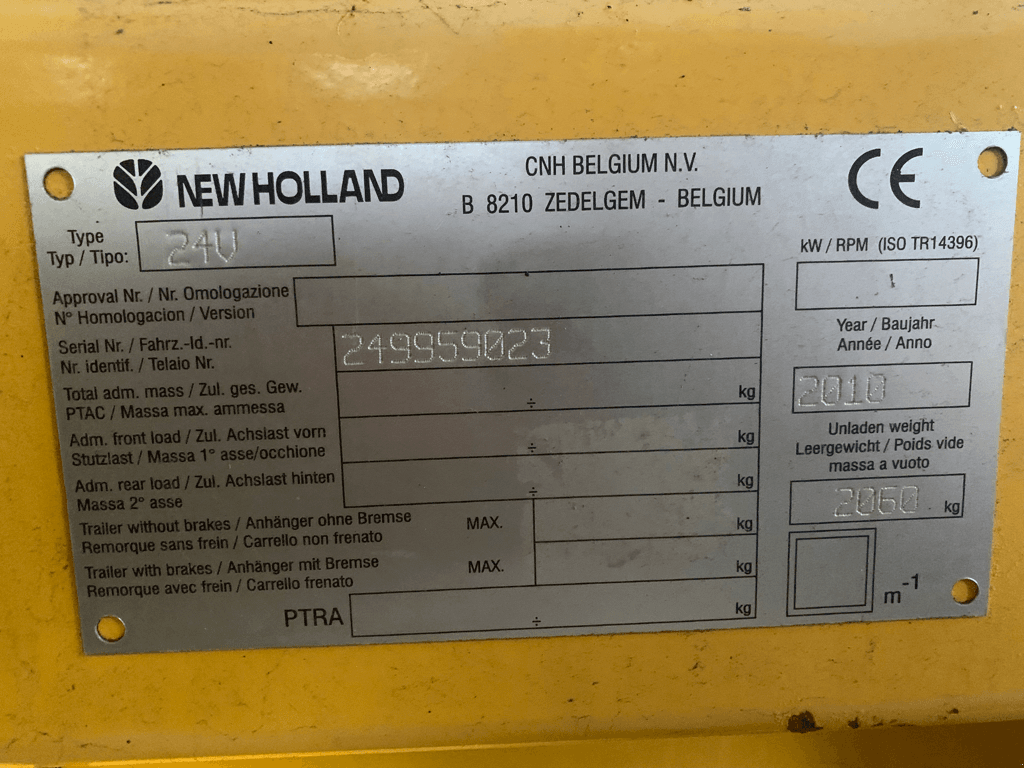 NEW HOLLAND
CNH BELGIUM N.V.
B 8210 ZEDELGEM - BELGIUM
CE
Type
Typ / Tipo:
24V
kW / RPM (ISO TR14396)
/
Approval Nr. / Nr. Omologazione
N° Homologacion / Version
Serial Nr. / Fahrz.-Id.-nr.
Nr. identif. / Telaio Nr.
249959023
Year / Baujahr
Année / Anno
2010
Total adm. mass / Zul. ges. Gew.
PTAC / Massa max. ammessa
÷ kg
Adm. front load / Zul. Achslast vorn
Stutzlast / Massa 1° asse/occhione
÷ kg
Unladen weight
Leergewicht / Poids vide
massa a vuoto
2060 kg
Adm. rear load / Zul. Achslast hinten
Massa 2° asse
÷ kg
Trailer without brakes / Anhänger ohne Bremse
Remorque sans frein / Carrello non frenato
MAX. kg
Trailer with brakes / Anhänger mit Bremse
Remorque avec frein / Carrello frenato
MAX. kg
PTRA ÷ kg
m-1